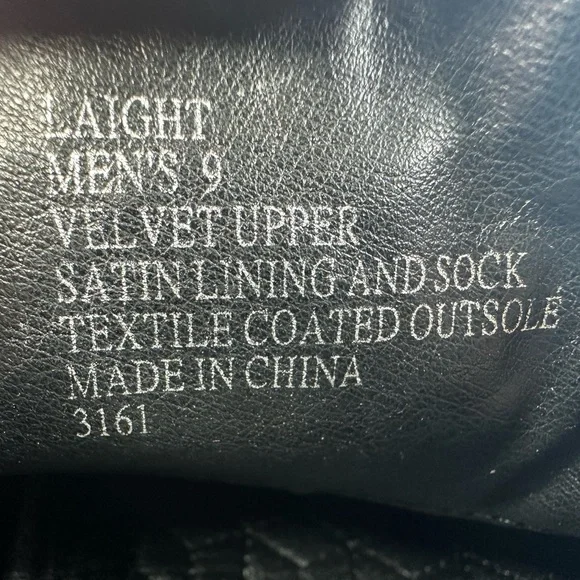 LAIGHT
MEN'S 9
VELVET UPPER
SATIN LINING AND SOCK
TEXTILE COATED OUTSOLE
MADE IN CHINA
3161